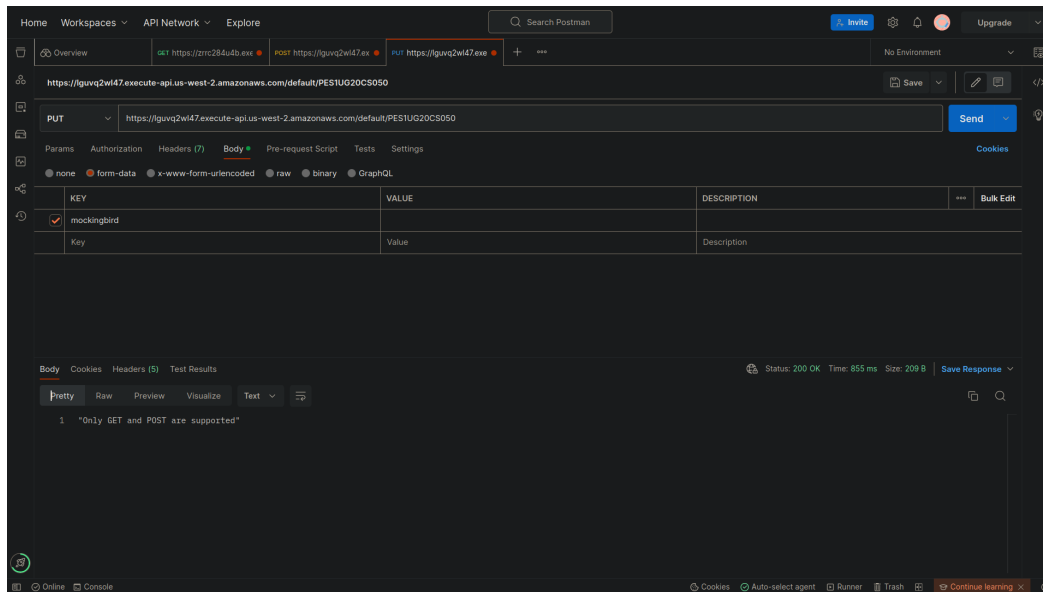 Home Workspaces API Network Explore Search Postman Invite Upgrade
Overview GET https://zrrc284u4b.exe POST https://lguvq2wl47.ex PUT https://lguvq2wl47.exe + No Environment
https://lguvq2wl47.execute-api.us-west-2.amazonaws.com/default/PES1UG20CS050 Save
PUT https://lguvq2wl47.execute-api.us-west-2.amazonaws.com/default/PES1UG20CS050 Send
Params Authorization Headers (7) Body Pre-request Script Tests Settings Cookies
none form-data x-www-form-urlencoded raw binary GraphQL
KEY VALUE DESCRIPTION Bulk Edit
mockingbird
Key Value Description
Body Cookies Headers (5) Test Results Status: 200 OK Time: 855 ms Size: 209 B Save Response
Pretty Raw Preview Visualize Text
1 "Only GET and POST are supported"
Online Console Cookies Auto-select agent Runner Trash Continue learning